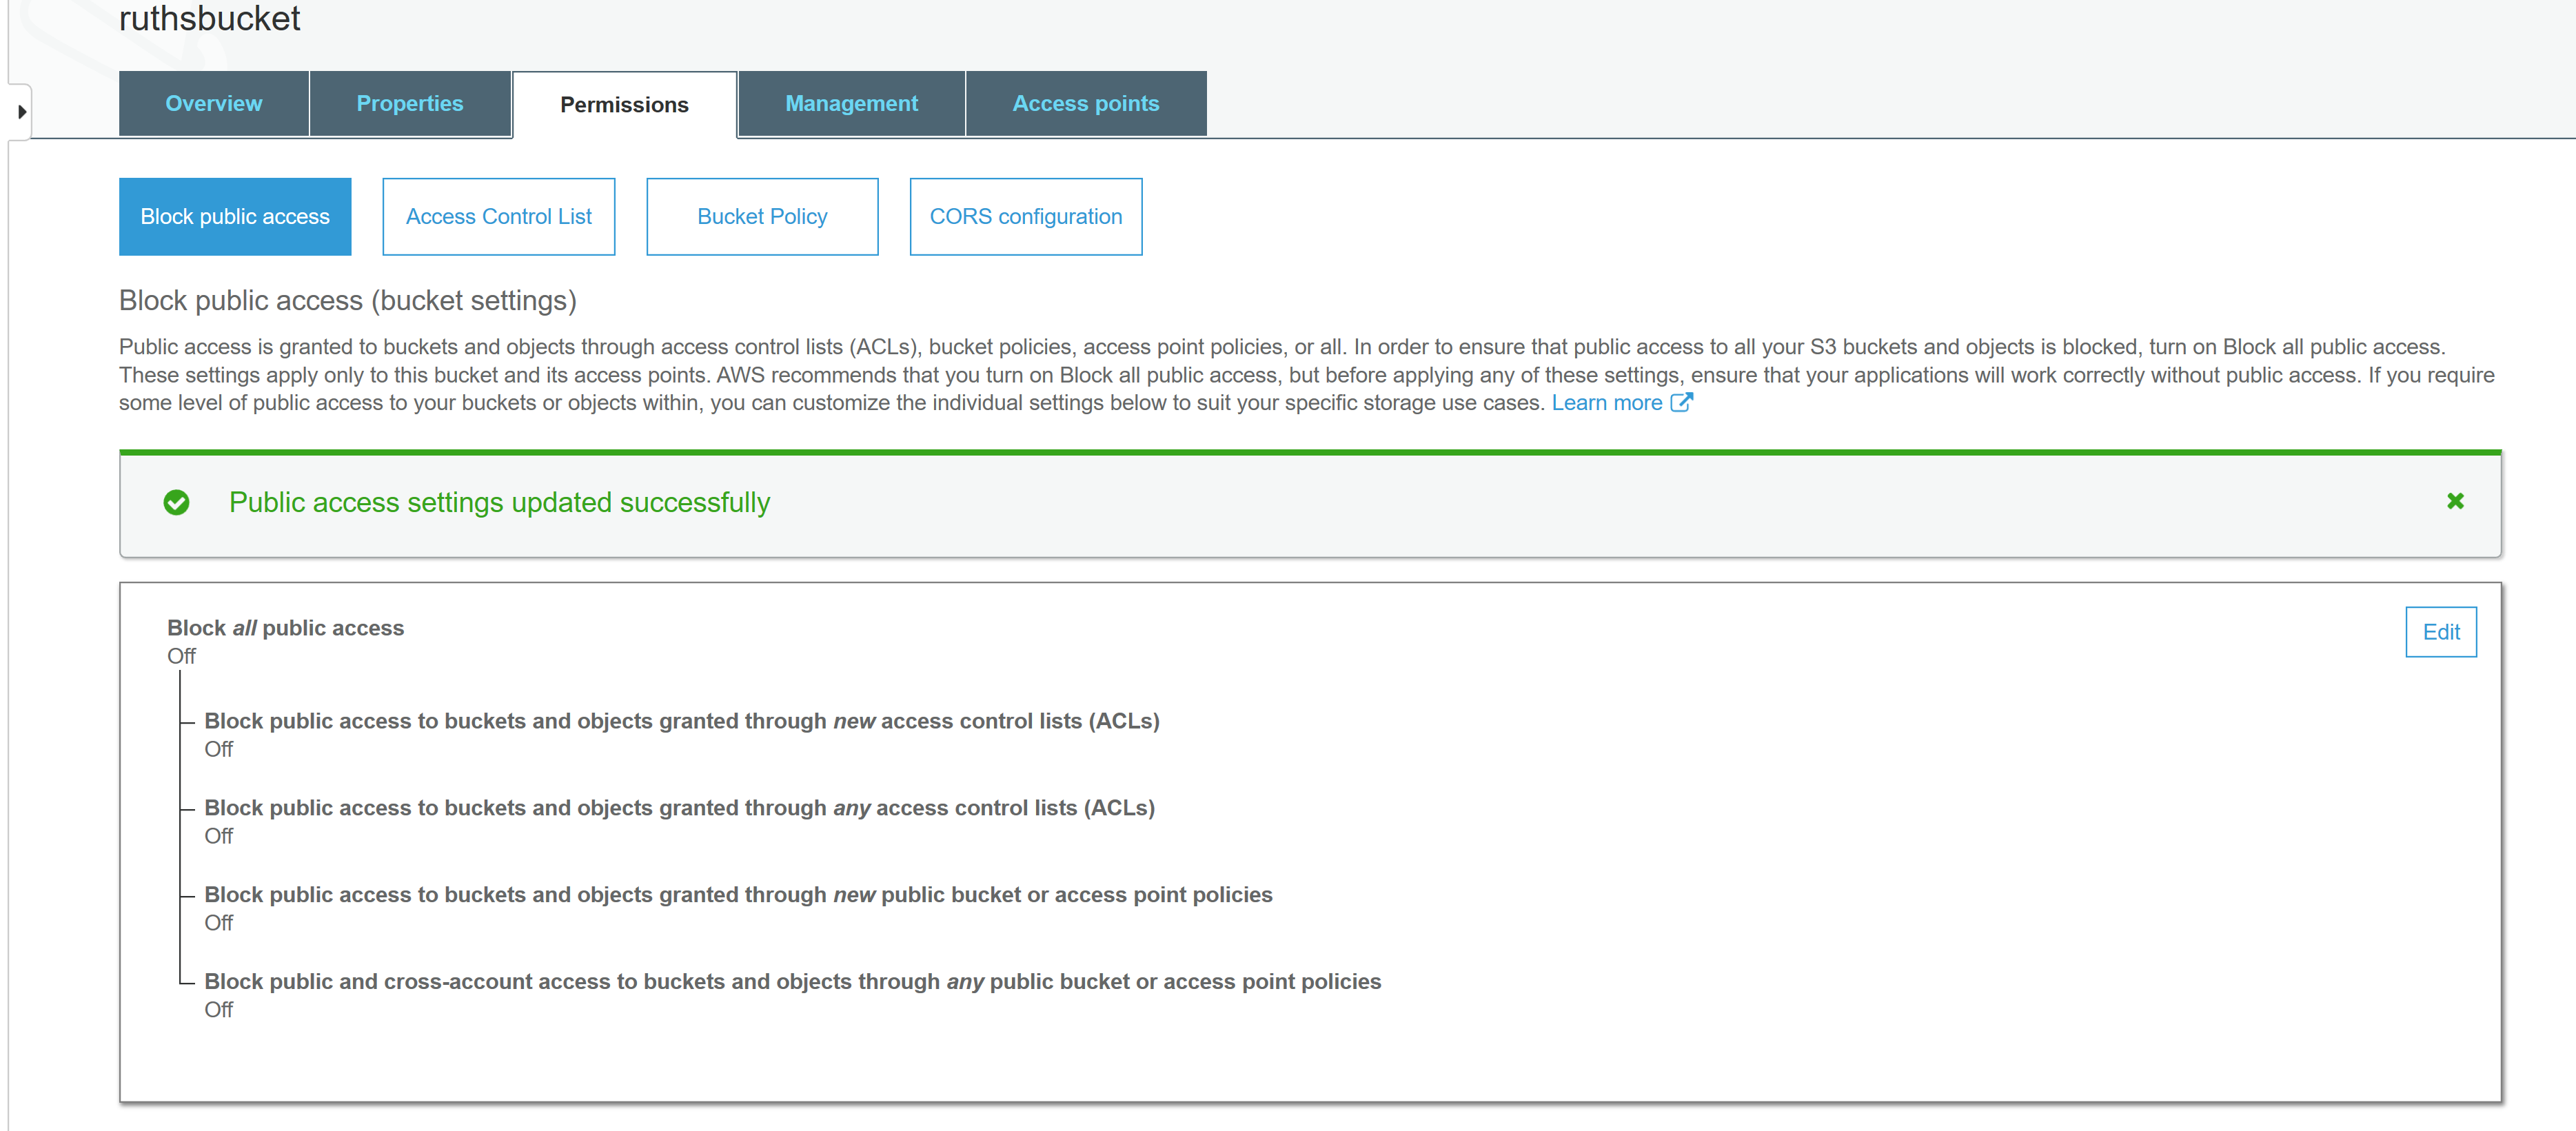 ruthsbucket
Overview
Properties
Permissions
Management
Access points
Block public access
Access Control List
Bucket Policy
CORS configuration
Block public access (bucket settings)
Public access is granted to buckets and objects through access control lists (ACLs), bucket policies, access point policies, or all. In order to ensure that public access to all your S3 buckets and objects is blocked, turn on Block all public access.
These settings apply only to this bucket and its access points. AWS recommends that you turn on Block all public access, but before applying any of these settings, ensure that your applications will work correctly without public access. If you require
some level of public access to your buckets or objects within, you can customize the individual settings below to suit your specific storage use cases. Learn more
Public access settings updated successfully
Block all public access
Edit
Off
Block public access to buckets and objects granted through new access control lists (ACLs)
Off
Block public access to buckets and objects granted through any access control lists (ACLs)
Off
Block public access to buckets and objects granted through new public bucket or access point policies
Off
Block public and cross-account access to buckets and objects through any public bucket or access point policies
Off